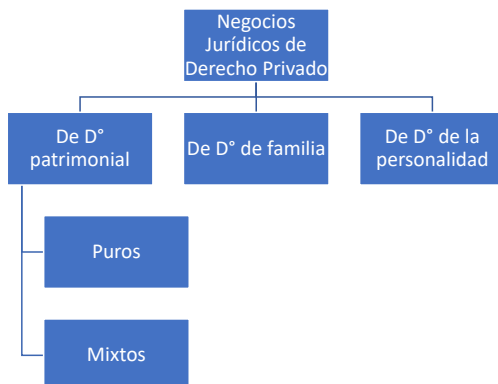 Negocios
Jurídicos de
Derecho Privado
De D°
patrimonial
De D° de familia
De D° de la
personalidad
Puros
Mixtos